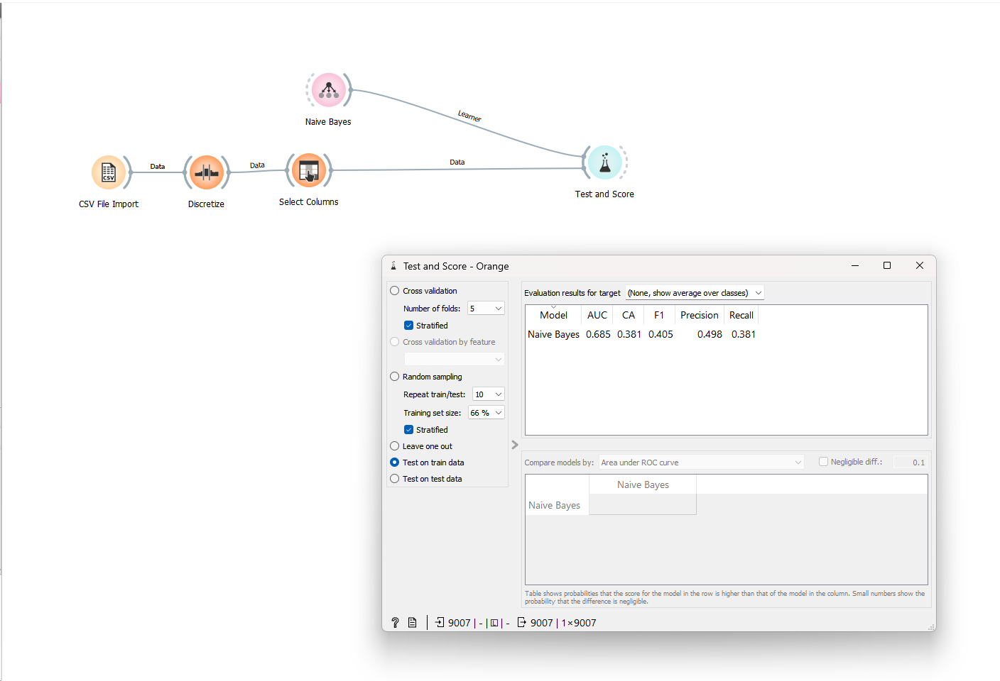 Naive Bayes
Learner
Data
Data
Data
CSV
CSV File Import
Discretize
Select Columns
Test and Score
Test and Score - Orange
Cross validation
Number of folds: 5
Stratified
Cross validation by feature
Random sampling
Repeat train/test: 10
Training set size: 66 %
Stratified
Leave one out
Test on train data
Test on test data
Evaluation results for target (None, show average over classes)
Model AUC CA F1 Precision Recall
Naive Bayes 0.685 0.381 0.405 0.498 0.381
Compare models by: Area under ROC curve Negligible diff.: 0.1
Naive Bayes
Naive Bayes
Table shows probabilities that the score for the model in the row is higher than that of the model in the column. Small numbers show the
probability that the difference is negligible.
? 9007 | - | L | - 9007 | 1×9007